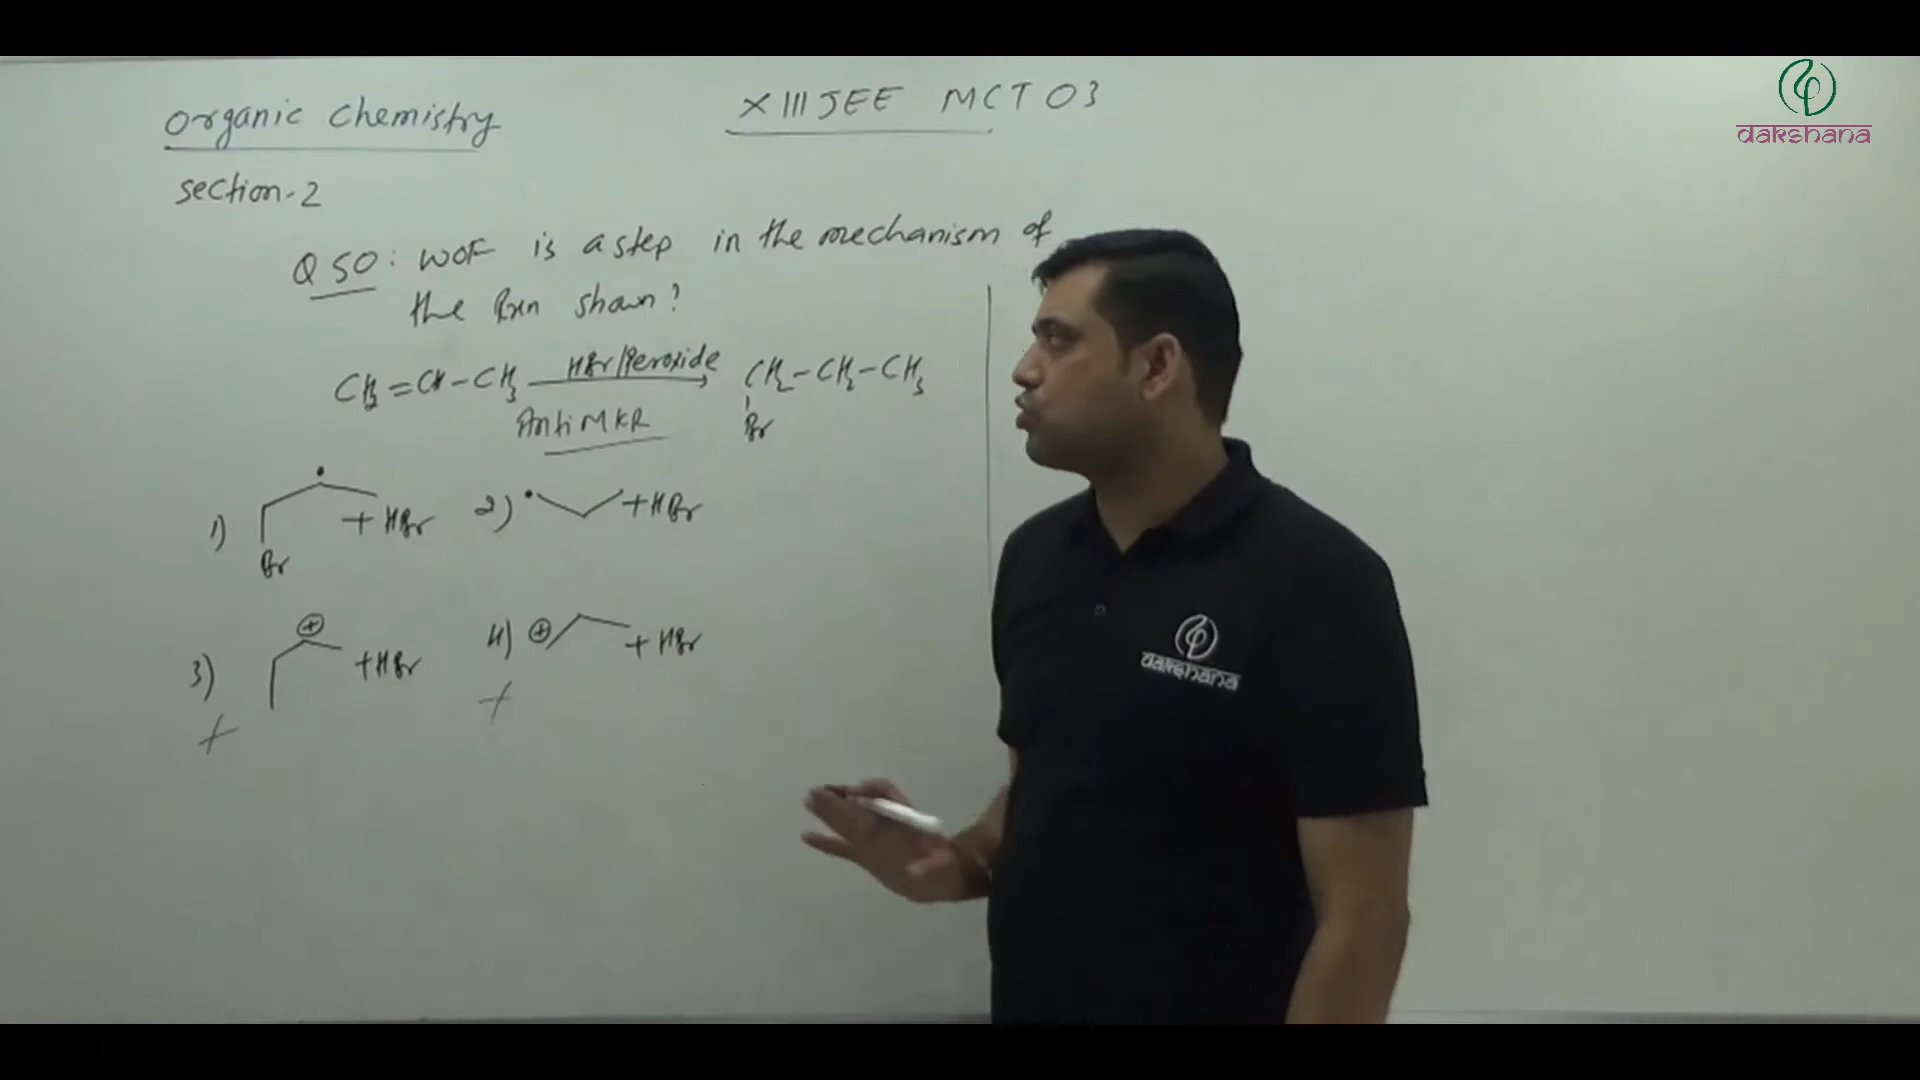 Organic Chemistry
XIII JEE MCT 03
dakshana
Section-2
Q 50: WOF is a step in the mechanism of
the Rxn shown?
CH2=CH-CH3 HBr/Peroxide CH2-CH2-CH3
Anti MKR
Br
1) Br + HBr
2) + HBr
3) ⊕ + HBr
4) ⊕ + HBr
dakshana